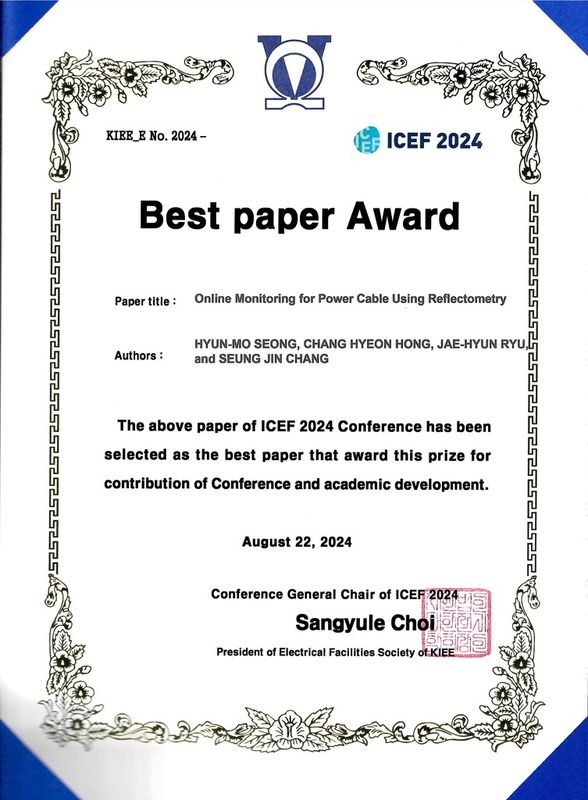 KIEE_E No. 2024 –
ICEF
ICEF 2024
Best paper Award
Paper title : Online Monitoring for Power Cable Using Reflectometry
Authors : HYUN-MO SEONG, CHANG HYEON HONG, JAE-HYUN RYU,
and SEUNG JIN CHANG
The above paper of ICEF 2024 Conference has been
selected as the best paper that award this prize for
contribution of Conference and academic development.
August 22, 2024
Conference General Chair of ICEF 2024
Sangyule Choi
President of Electrical Facilities Society of KIEE